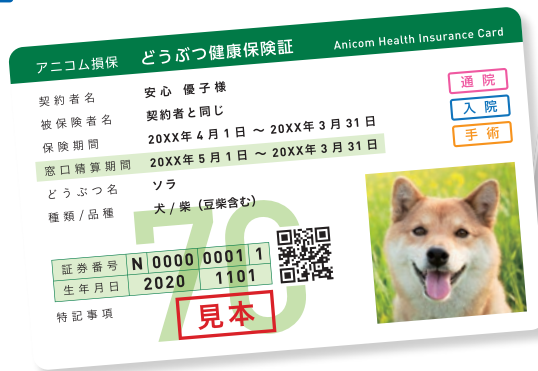 アニコム損保 どうぶつ健康保険証 Anicom Health Insurance Card
契約者名 安心 優子様
被保険者名 契約者と同じ
保険期間 20XX年4月1日 ～ 20XX年3月31日
窓口精算期間 20XX年5月1日 ～ 20XX年3月31日
どうぶつ名 ソラ
種類/品種 犬/柴（豆柴含む）
通院
入院
手術
70
証券番号 N 0000 0001 1
生年月日 2020 1101
特記事項
見本